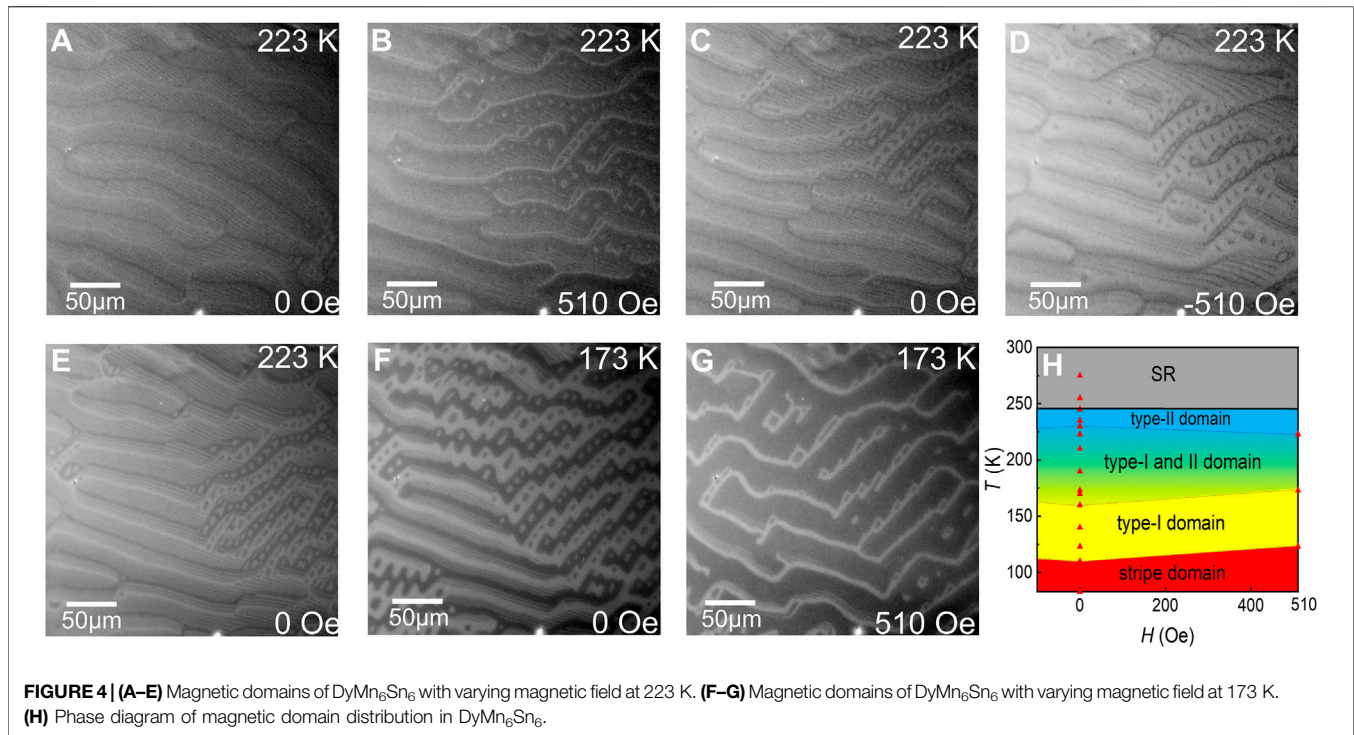 A 223 K
50µm 0 Oe
B 223 K
50µm 510 Oe
C 223 K
50µm 0 Oe
D 223 K
50µm -510 Oe
E 223 K
50µm 0 Oe
F 173 K
50µm 0 Oe
G 173 K
50µm 510 Oe
H
300
250
200
150
100
T (K)
SR
type-II domain
type-I and II domain
type-I domain
stripe domain
0 200 400 510
H (Oe)
FIGURE 4 | (A–E) Magnetic domains of DyMn₆Sn₆ with varying magnetic field at 223 K. (F–G) Magnetic domains of DyMn₆Sn₆ with varying magnetic field at 173 K.
(H) Phase diagram of magnetic domain distribution in DyMn₆Sn₆.